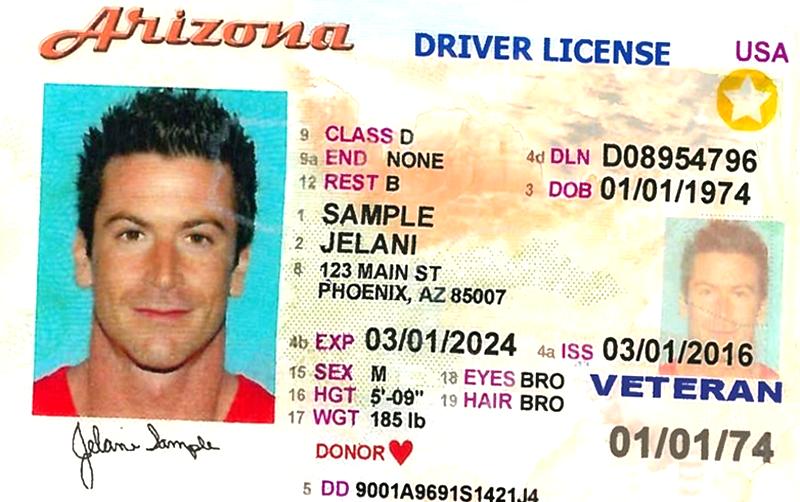 Arizona
DRIVER LICENSE USA
9 CLASS D
9a END NONE
4d DLN D08954796
12 REST B
3 DOB 01/01/1974
1 SAMPLE
2 JELANI
8 123 MAIN ST
PHOENIX, AZ 85007
4b EXP 03/01/2024
4a ISS 03/01/2016
15 SEX M
18 EYES BRO
16 HGT 5'-09"
19 HAIR BRO
VETERAN
17 WGT 185 lb
Jelani Sample
DONOR
01/01/74
5 DD 9001A9691S1421J4